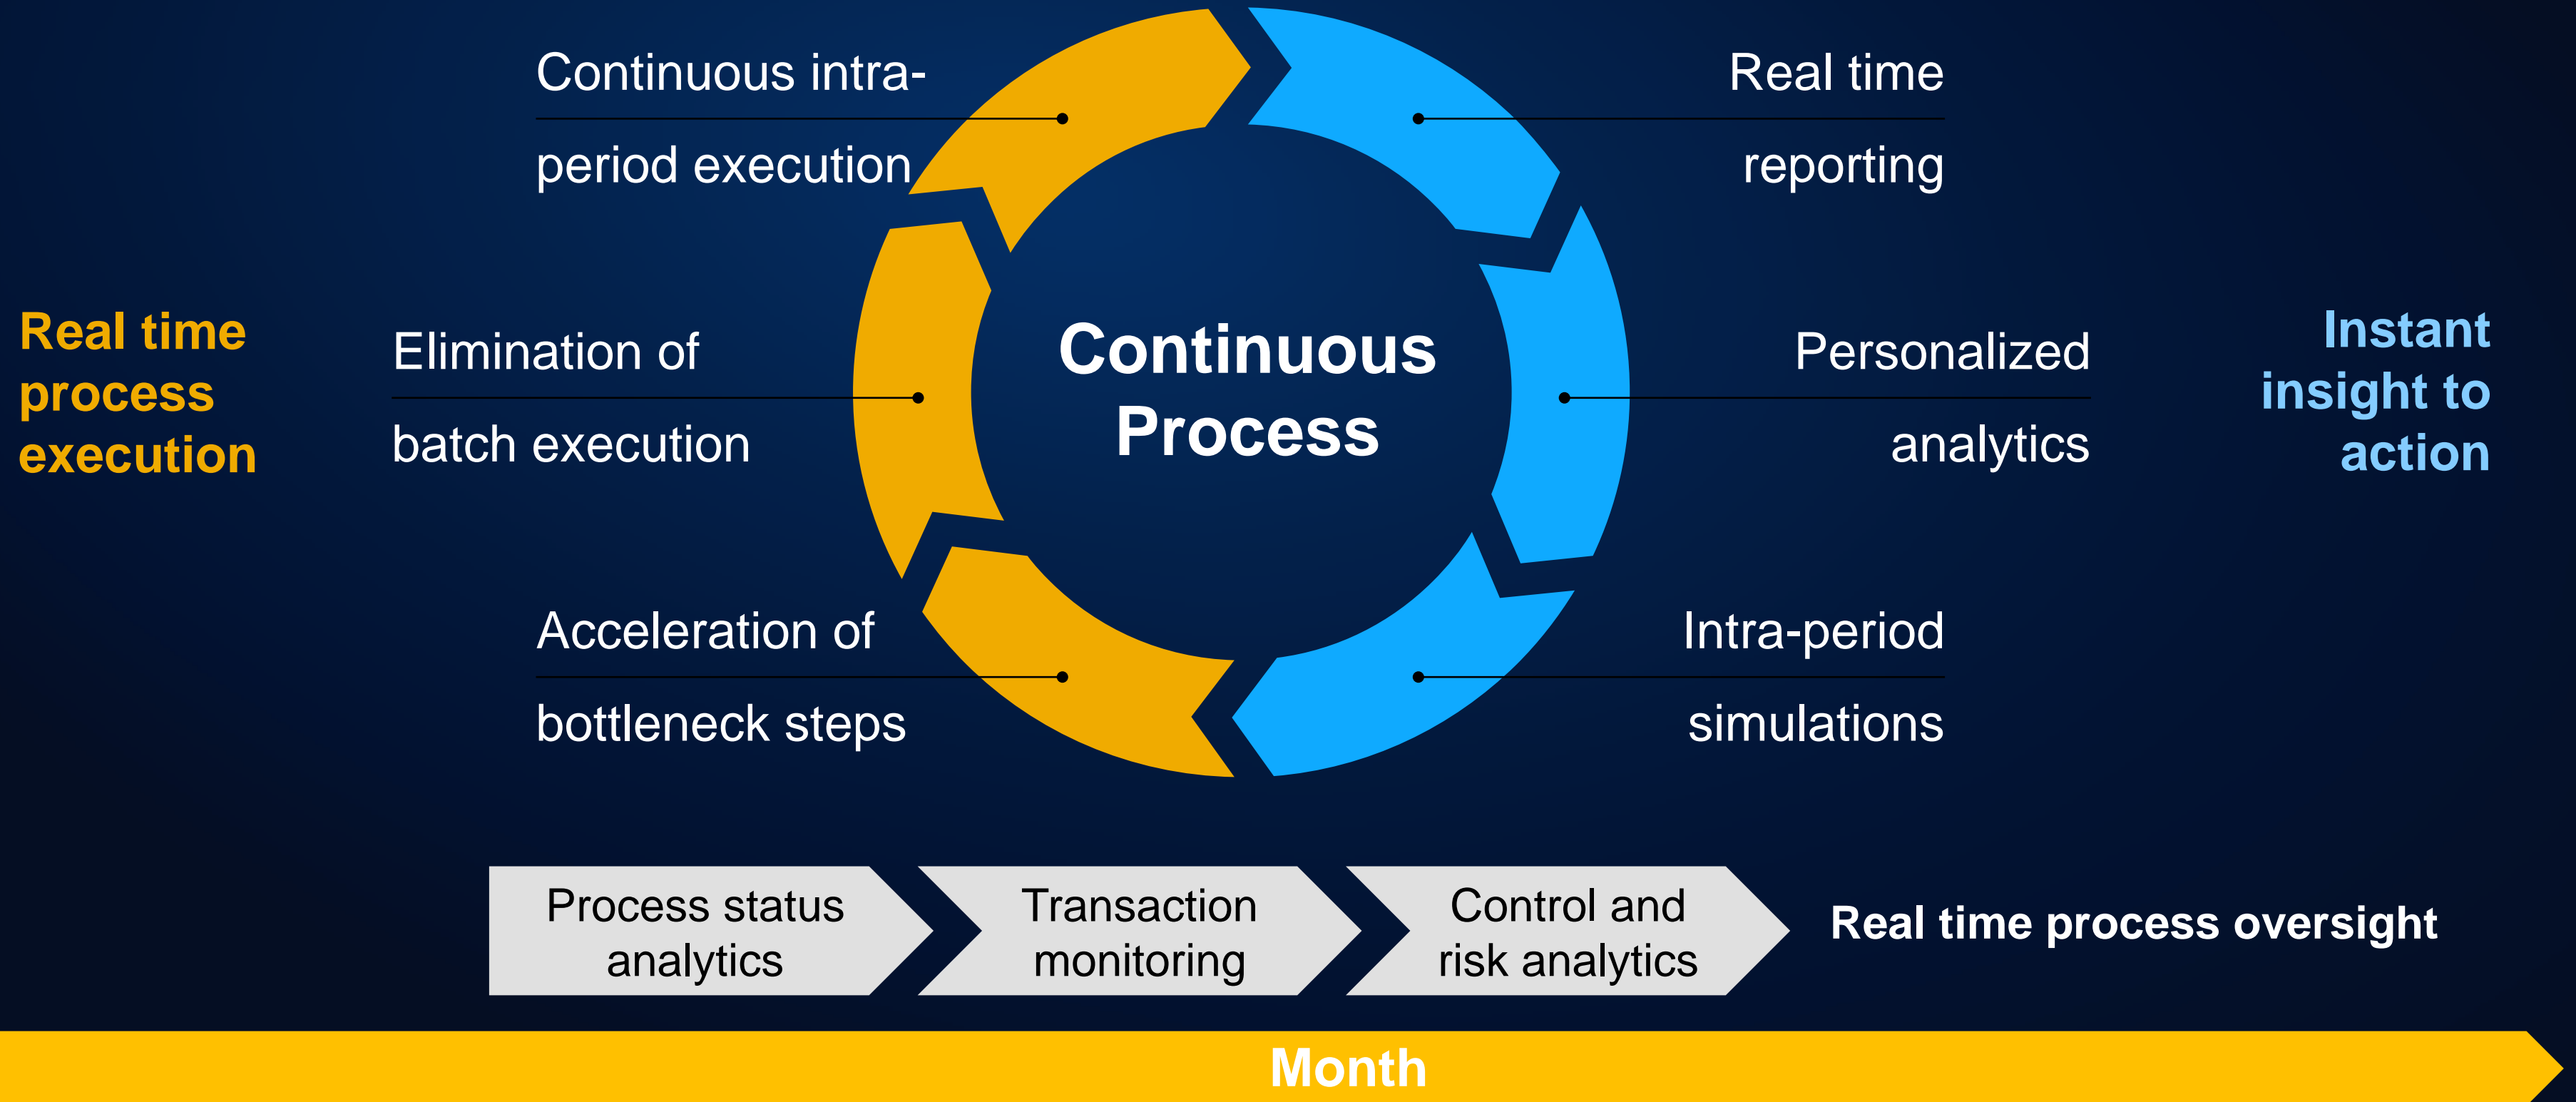 Continuous intra-
period execution
Real time
reporting
Real time
process
execution
Elimination of
batch execution
Continuous
Process
Personalized
analytics
Instant
insight to
action
Acceleration of
bottleneck steps
Intra-period
simulations
Process status
analytics
Transaction
monitoring
Control and
risk analytics
Real time process oversight
Month